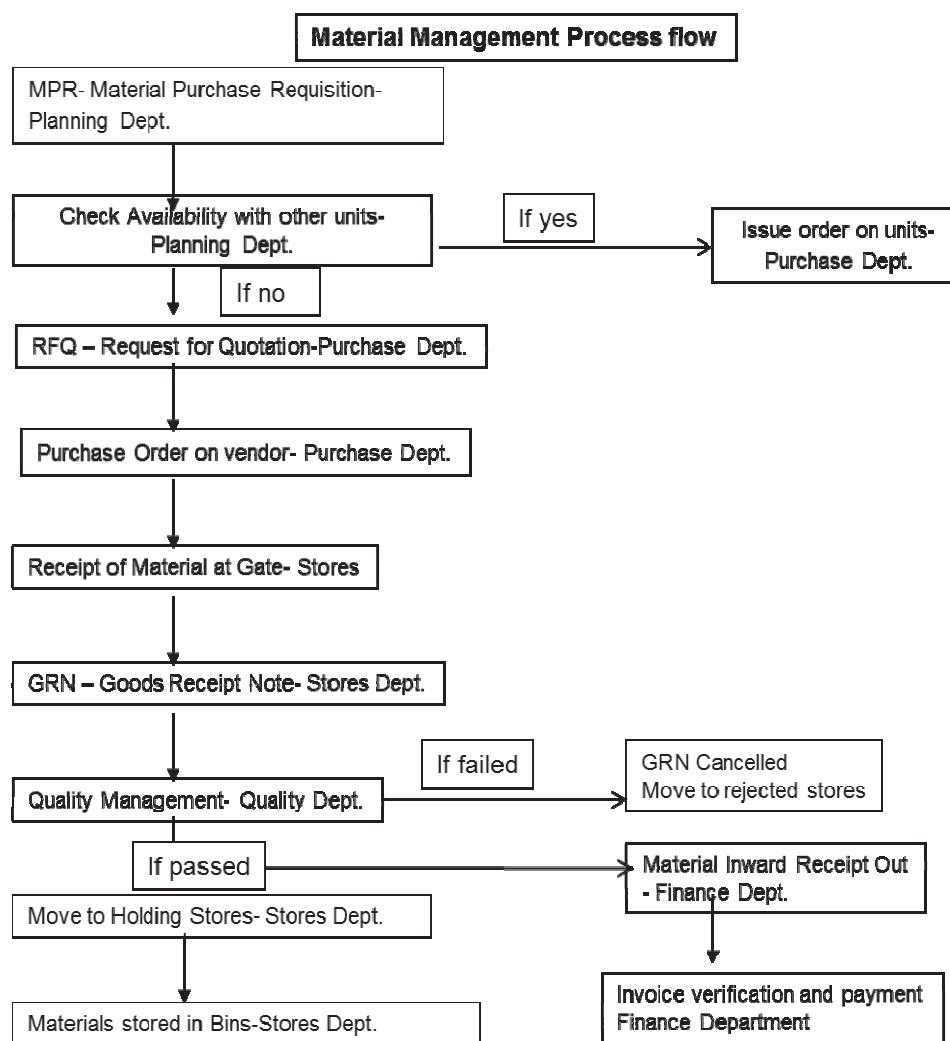 Material Management Process flow
MPR- Material Purchase Requisition-
Planning Dept.
Check Availability with other units-
Planning Dept.
If yes
Issue order on units-
Purchase Dept.
If no
RFQ – Request for Quotation-Purchase Dept.
Purchase Order on vendor- Purchase Dept.
Receipt of Material at Gate- Stores
GRN – Goods Receipt Note- Stores Dept.
If failed
GRN Cancelled
Move to rejected stores
Quality Management- Quality Dept.
If passed
Material Inward Receipt Out
- Finance Dept.
Move to Holding Stores- Stores Dept.
Invoice verification and payment
Finance Department
Materials stored in Bins-Stores Dept.